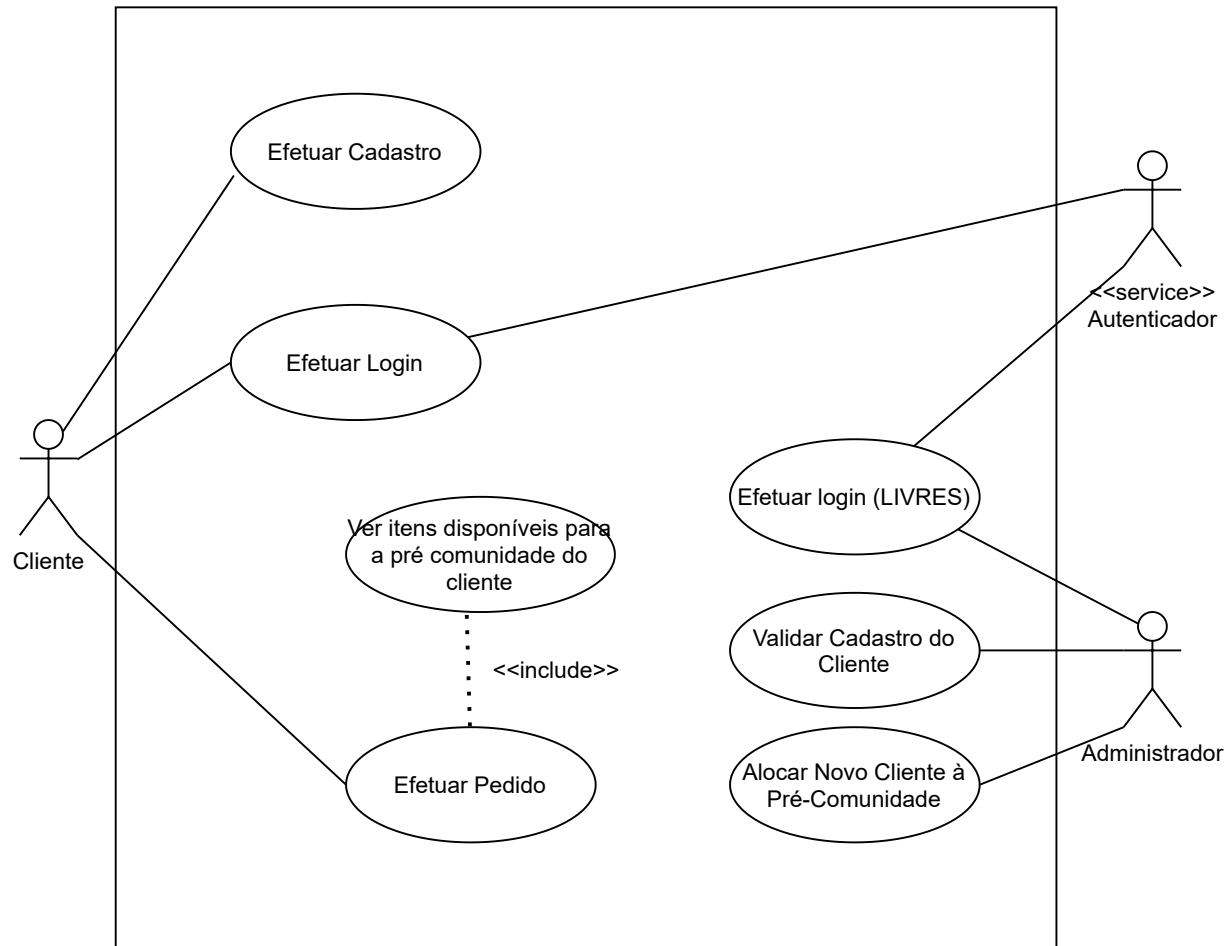 Efetuar Cadastro
<<service>>
Autenticador
Efetuar Login
Cliente
Ver itens disponíveis para
a pré comunidade do
cliente
Efetuar login (LIVRES)
<<include>>
Validar Cadastro do
Cliente
Efetuar Pedido
Alocar Novo Cliente à
Pré-Comunidade
Administrador